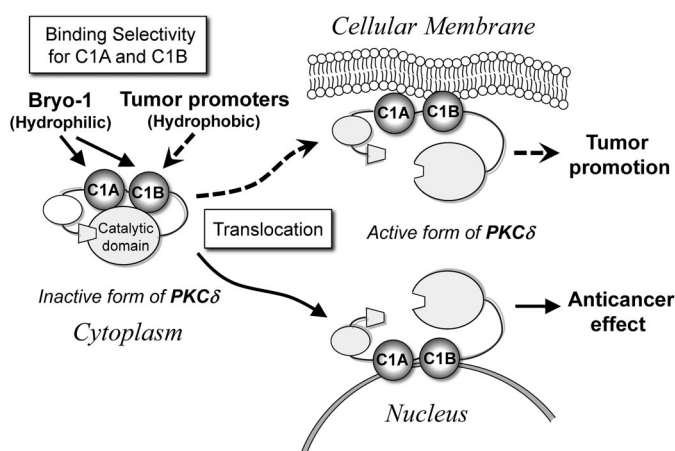 Binding Selectivity
for C1A and C1B
Cellular Membrane
Bryo-1
(Hydrophilic)
Tumor promoters
(Hydrophobic)
C1A
C1B
Catalytic
domain
Inactive form of PKCδ
Cytoplasm
Translocation
C1A
C1B
Active form of PKCδ
Tumor
promotion
C1A
C1B
Nucleus
Anticancer
effect